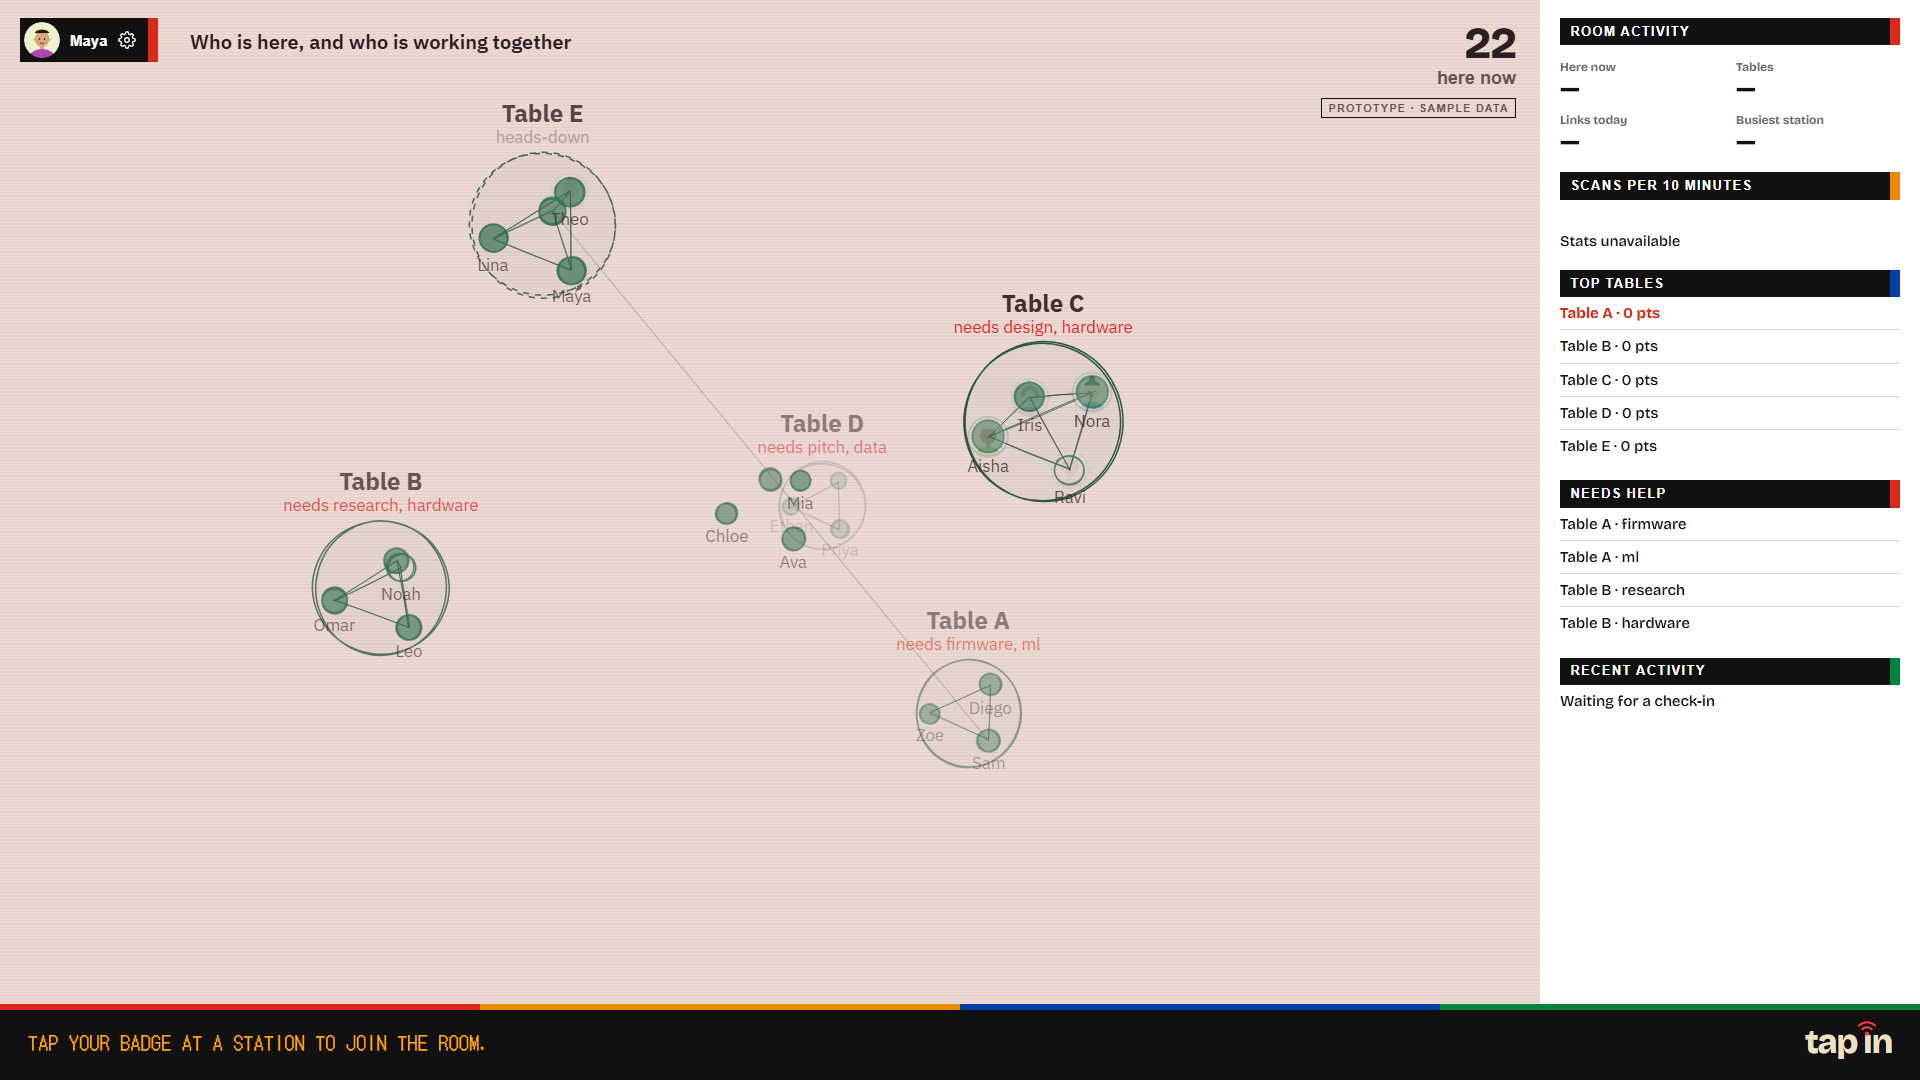 Maya
Who is here, and who is working together
22
here now
PROTOTYPE · SAMPLE DATA
Table E
heads-down
Theo
Lina
Maya
Table C
needs design, hardware
Iris
Nora
Aisha
Ravi
Table D
needs pitch, data
Mia
Ethan
Chloe
Priya
Ava
Table B
needs research, hardware
Noah
Omar
Leo
Table A
needs firmware, ml
Diego
Zoe
Sam
ROOM ACTIVITY
Here now
—
Tables
—
Links today
—
Busiest station
—
SCANS PER 10 MINUTES
Stats unavailable
TOP TABLES
Table A · 0 pts
Table B · 0 pts
Table C · 0 pts
Table D · 0 pts
Table E · 0 pts
NEEDS HELP
Table A · firmware
Table A · ml
Table B · research
Table B · hardware
RECENT ACTIVITY
Waiting for a check-in
TAP YOUR BADGE AT A STATION TO JOIN THE ROOM.
tap in